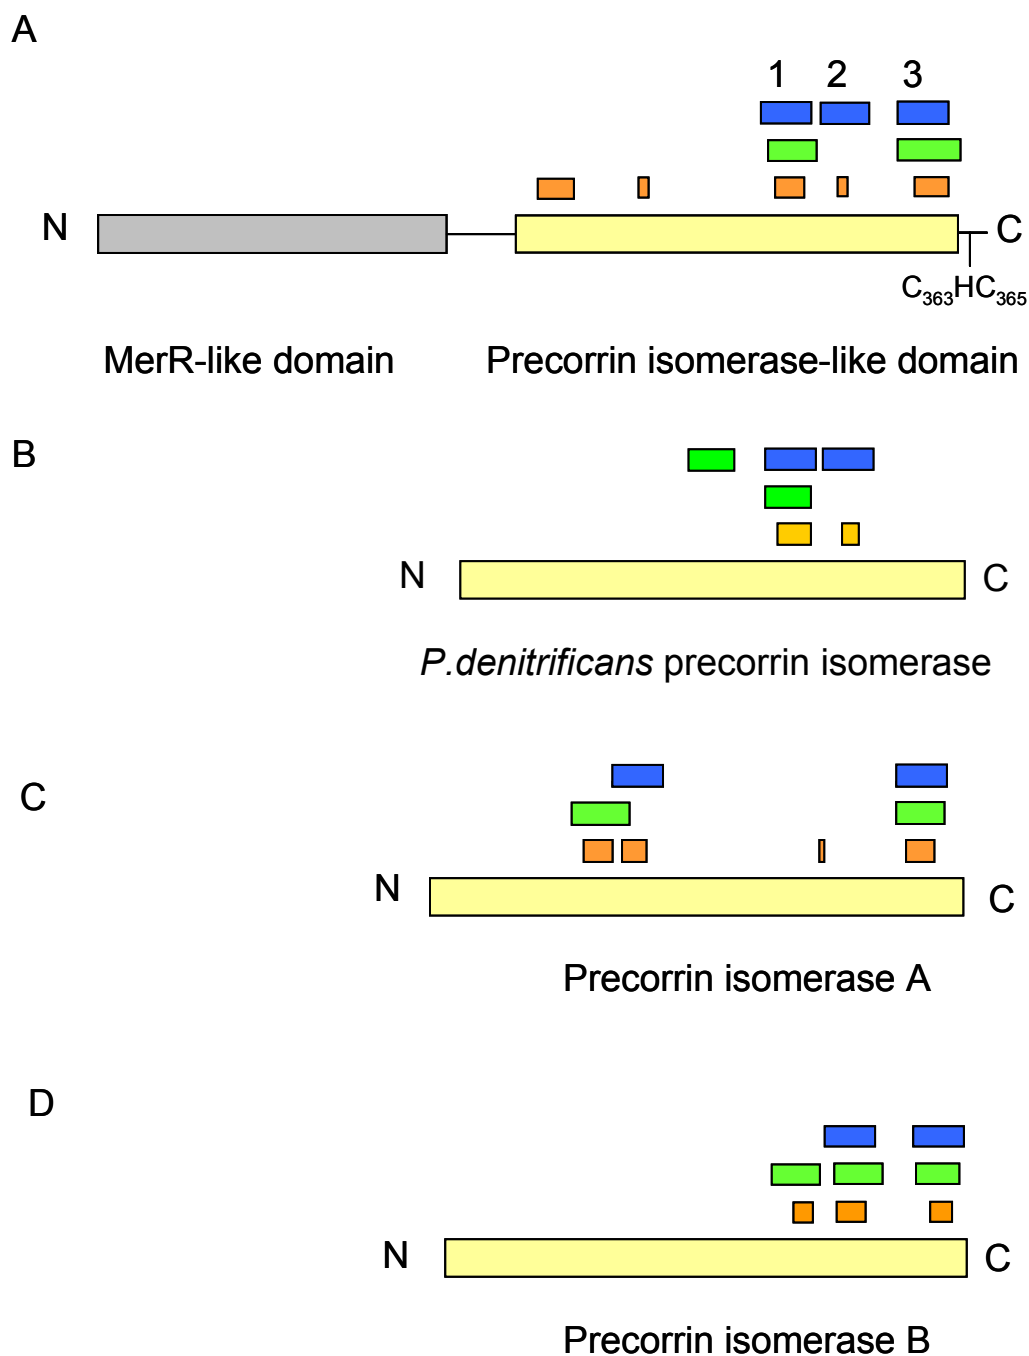 A
1 2 3
N C
C₃₆₃HC₃₆₅
MerR-like domain Precorrin isomerase-like domain
B
N C
P.denitrificans precorrin isomerase
C
N C
Precorrin isomerase A
D
N C
Precorrin isomerase B